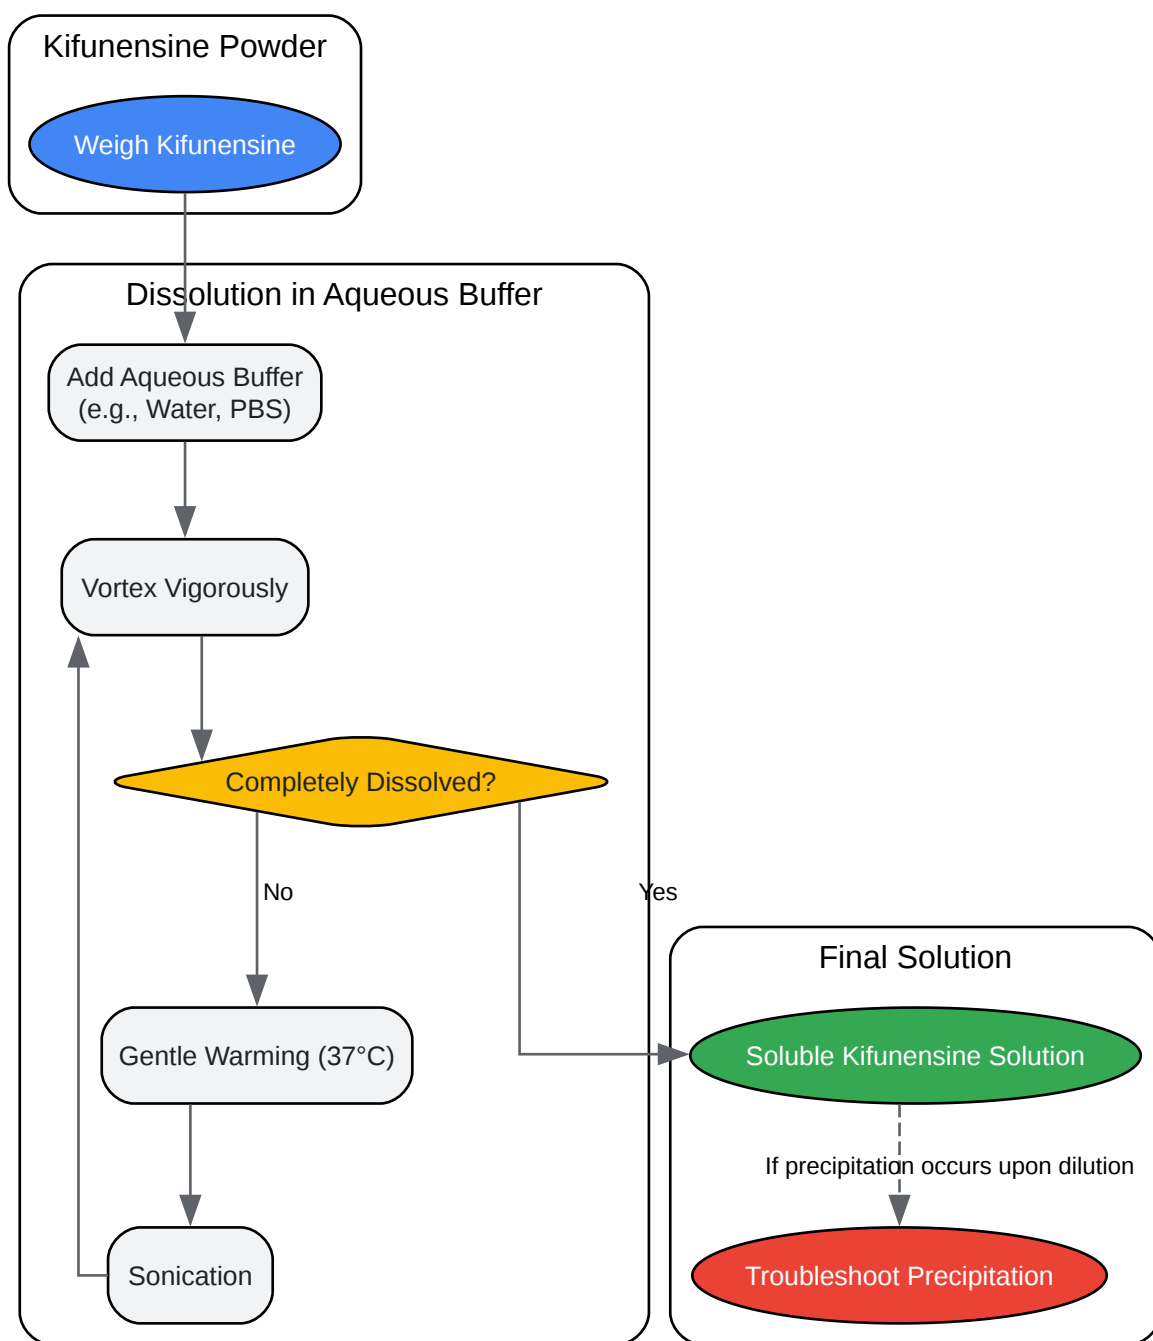 Kifunensine Powder
Weigh Kifunensine
Dissolution in Aqueous Buffer
Add Aqueous Buffer
(e.g., Water, PBS)
Vortex Vigorously
Completely Dissolved?
No
Yes
Gentle Warming (37°C)
Sonication
Final Solution
Soluble Kifunensine Solution
If precipitation occurs upon dilution
Troubleshoot Precipitation